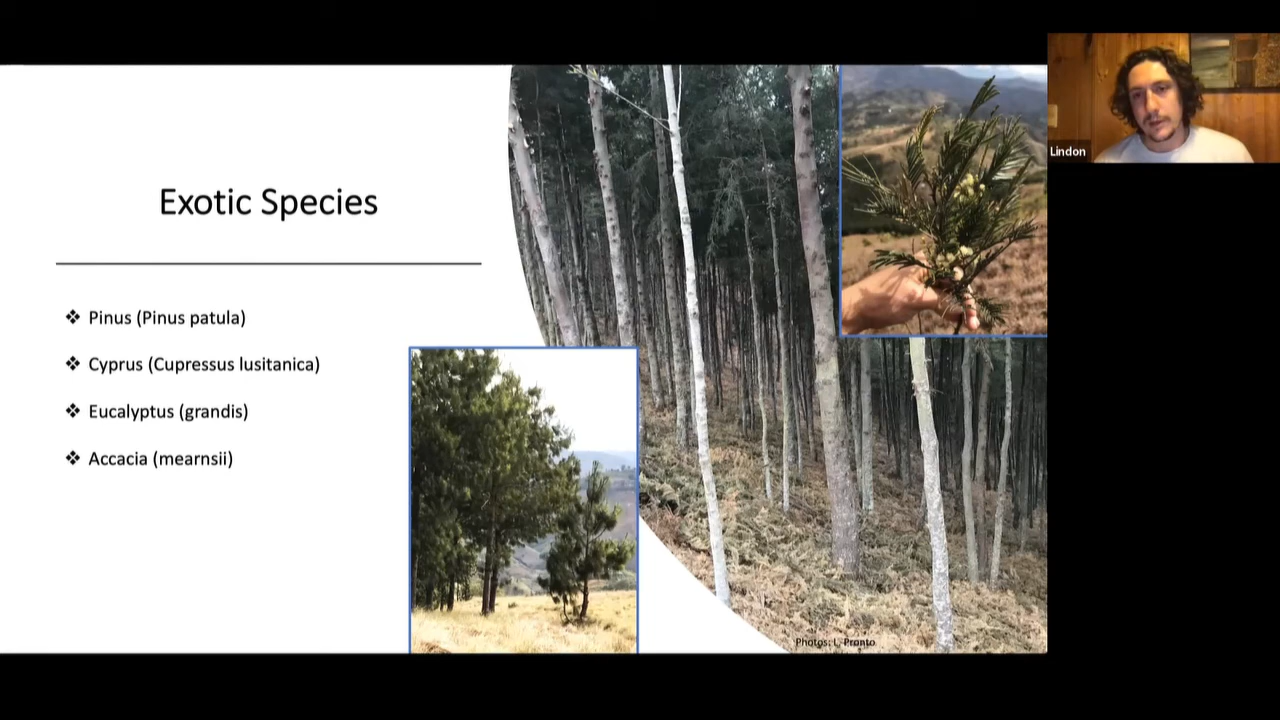 Exotic Species
❖ Pinus (Pinus patula)
❖ Cyprus (Cupressus lusitanica)
❖ Eucalyptus (grandis)
❖ Accacia (mearnsii)
Photos: L. Pronto
Lindon